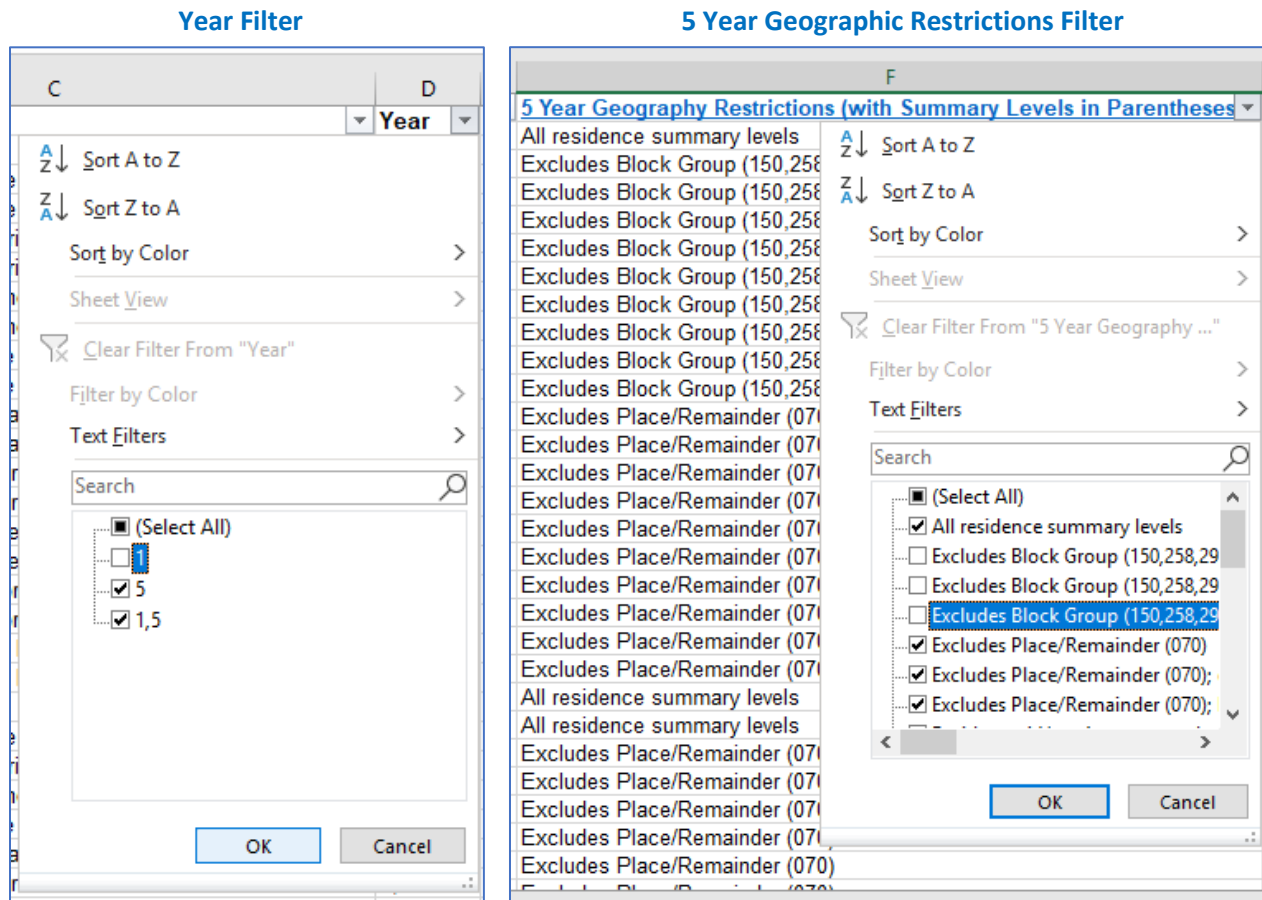 Year Filter
5 Year Geographic Restrictions Filter
C
D
Year
Sort A to Z
Sort Z to A
Sort by Color
Sheet View
Clear Filter From "Year"
Filter by Color
Text Filters
Search
(Select All)
1
5
1,5
OK
Cancel
F
5 Year Geography Restrictions (with Summary Levels in Parentheses
All residence summary levels
Excludes Block Group (150,258
Excludes Block Group (150,258
Excludes Block Group (150,258
Excludes Block Group (150,258
Excludes Block Group (150,258
Excludes Block Group (150,258
Excludes Block Group (150,258
Excludes Block Group (150,258
Excludes Block Group (150,258
Excludes Place/Remainder (070
Excludes Place/Remainder (070
Excludes Place/Remainder (070
Excludes Place/Remainder (070
Excludes Place/Remainder (070
Excludes Place/Remainder (070
Excludes Place/Remainder (070
Excludes Place/Remainder (070
Excludes Place/Remainder (070
Excludes Place/Remainder (070
All residence summary levels
All residence summary levels
Excludes Place/Remainder (070
Excludes Place/Remainder (070
Excludes Place/Remainder (070
Excludes Place/Remainder (070)
Excludes Place/Remainder (070)
Sort A to Z
Sort Z to A
Sort by Color
Sheet View
Clear Filter From "5 Year Geography ..."
Filter by Color
Text Filters
Search
(Select All)
All residence summary levels
Excludes Block Group (150,258,29
Excludes Block Group (150,258,29
Excludes Block Group (150,258,29
Excludes Place/Remainder (070)
Excludes Place/Remainder (070);
Excludes Place/Remainder (070);
OK
Cancel